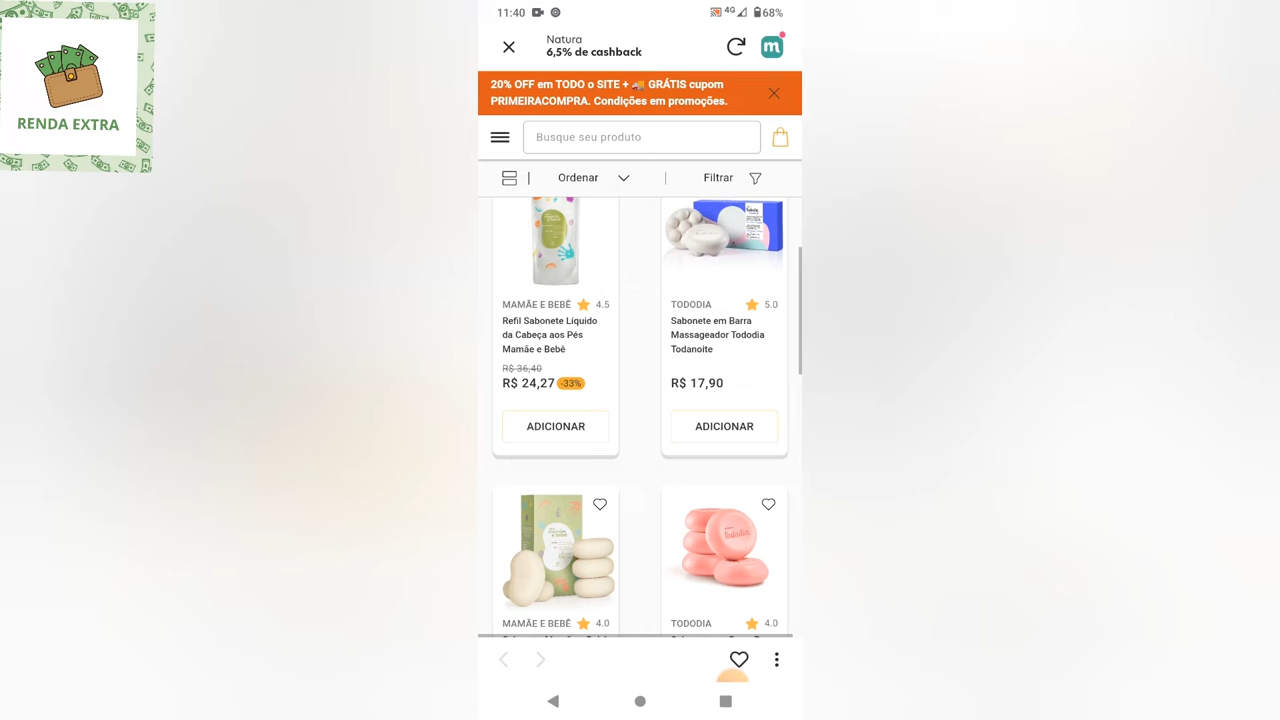 RENDA EXTRA
11:40
4G
68%
Natura
6,5% de cashback
m
20% OFF em TODO o SITE + 🚚 GRÁTIS cupom
PRIMEIRACOMPRA. Condições em promoções.
Busque seu produto
Ordenar
Filtrar
MAMÃE E BEBÊ 4.5
Refil Sabonete Líquido
da Cabeça aos Pés
Mamãe e Bebê
R$ 36,40
R$ 24,27 -33%
ADICIONAR
TODODIA 5.0
Sabonete em Barra
Massageador Tododia
Todanoite
R$ 17,90
ADICIONAR
MAMÃE E BEBÊ 4.0
tododia
TODODIA 4.0